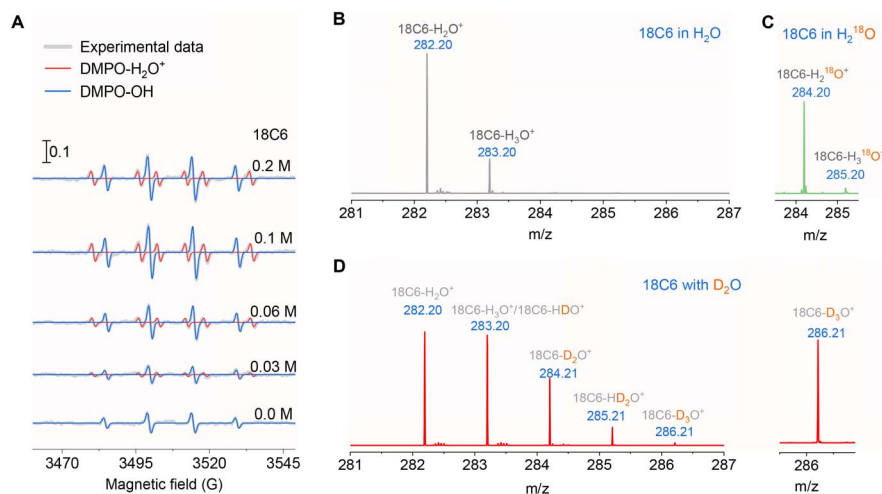 A
Experimental data
DMPO-H₂O⁺
DMPO-OH
18C6
0.1
0.2 M
0.1 M
0.06 M
0.03 M
0.0 M
3470 3495 3520 3545
Magnetic field (G)
B
18C6-H₂O⁺
282.20
18C6 in H₂O
18C6-H₃O⁺
283.20
281 282 283 284 285 286 287
m/z
C
18C6 in H₂¹⁸O
18C6-H₂¹⁸O⁺
284.20
18C6-H₃¹⁸O⁺
285.20
284 285
m/z
D
18C6 with D₂O
18C6-H₂O⁺
282.20
18C6-H₃O⁺/18C6-HDO⁺
283.20
18C6-D₂O⁺
284.21
18C6-HD₂O⁺
285.21
18C6-D₃O⁺
286.21
281 282 283 284 285 286 287
m/z
18C6-D₃O⁺
286.21
286
m/z